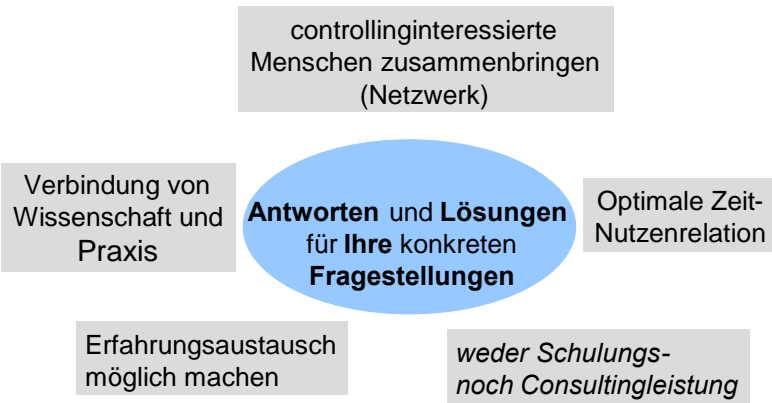 controllinginteressierte
Menschen zusammenbringen
(Netzwerk)
Verbindung von
Wissenschaft und
Praxis
Antworten und Lösungen
für Ihre konkreten
Fragestellungen
Optimale Zeit-
Nutzenrelation
Erfahrungsaustausch
möglich machen
weder Schulungs-
noch Consultingleistung